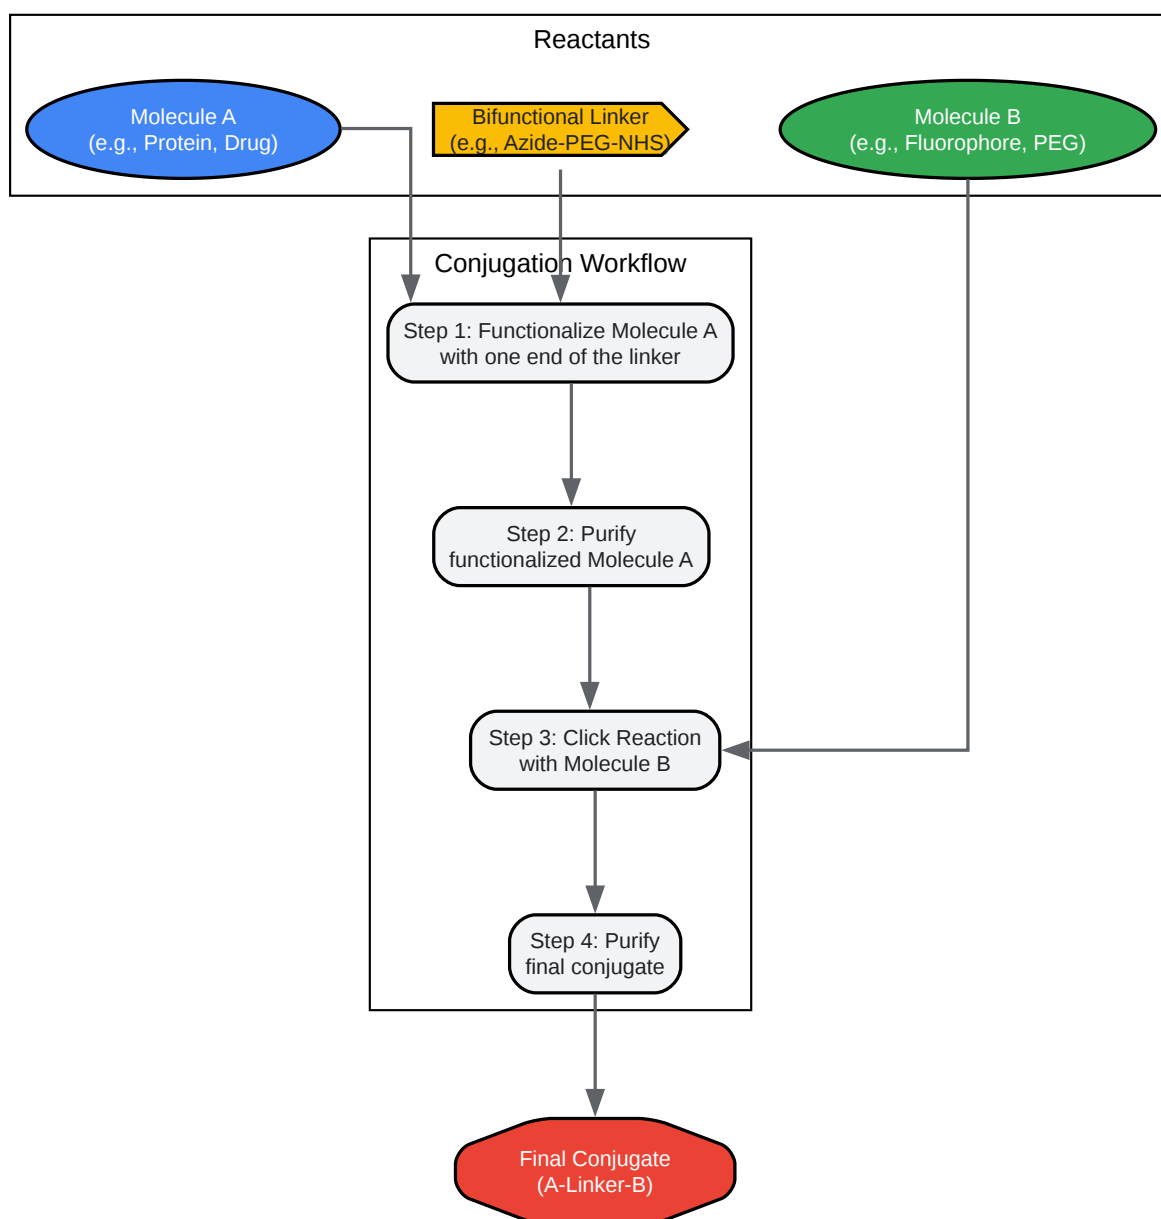 Reactants
Molecule A
(e.g., Protein, Drug)
Bifunctional Linker
(e.g., Azide-PEG-NHS)
Molecule B
(e.g., Fluorophore, PEG)
Conjugation Workflow
Step 1: Functionalize Molecule A
with one end of the linker
Step 2: Purify
functionalized Molecule A
Step 3: Click Reaction
with Molecule B
Step 4: Purify
final conjugate
Final Conjugate
(A-Linker-B)